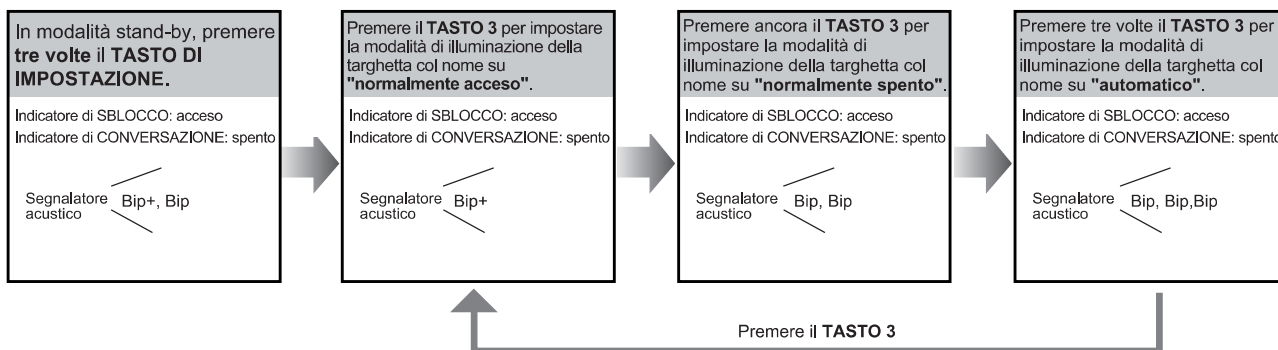 In modalità stand-by, premere
tre volte il TASTO DI
IMPOSTAZIONE.
Indicatore di SBLOCCO: acceso
Indicatore di CONVERSAZIONE: spento
Segnalatore
acustico
Bip+, Bip
Premere il TASTO 3 per impostare
la modalità di illuminazione della
targhetta col nome su
"normalmente acceso".
Indicatore di SBLOCCO: acceso
Indicatore di CONVERSAZIONE: spento
Segnalatore
acustico
Bip+
Premere ancora il TASTO 3 per
impostare la modalità di
illuminazione della targhetta col
nome su "normalmente spento".
Indicatore di SBLOCCO: acceso
Indicatore di CONVERSAZIONE: spento
Segnalatore
acustico
Bip, Bip
Premere tre volte il TASTO 3 per
impostare la modalità di
illuminazione della targhetta col
nome su "automatico".
Indicatore di SBLOCCO: acceso
Indicatore di CONVERSAZIONE: spento
Segnalatore
acustico
Bip, Bip,Bip
Premere il TASTO 3